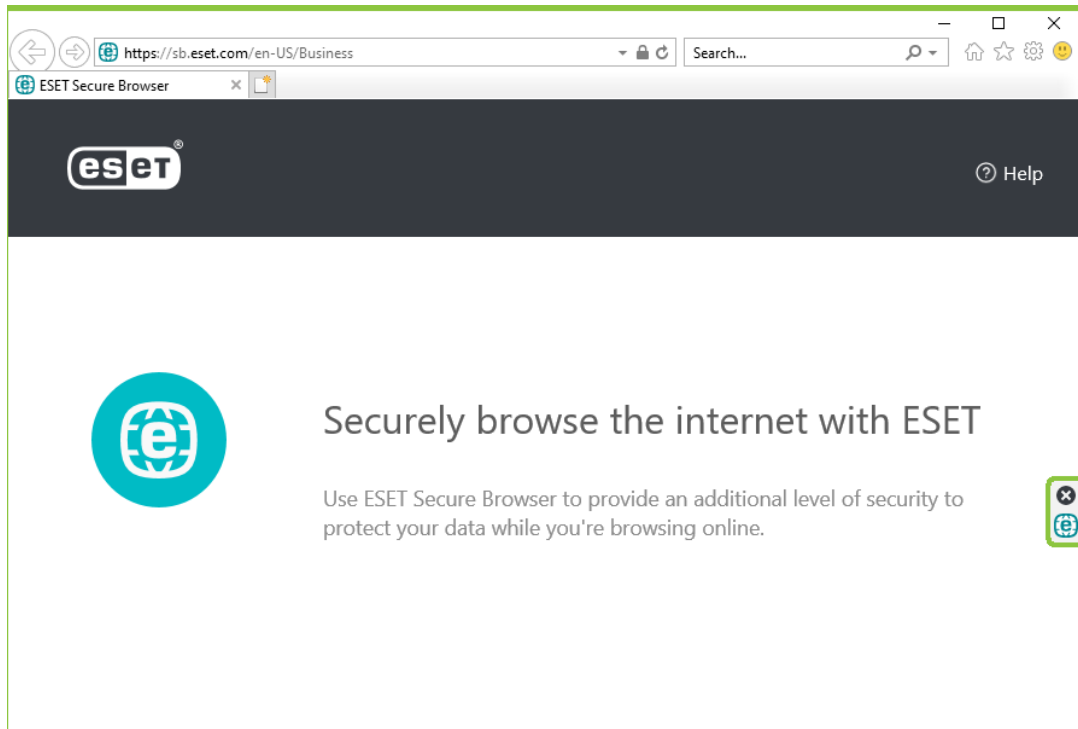 https://sb.eset.com/en-US/Business
Search...
ESET Secure Browser
eset®
Help
Securely browse the internet with ESET
Use ESET Secure Browser to provide an additional level of security to
protect your data while you're browsing online.